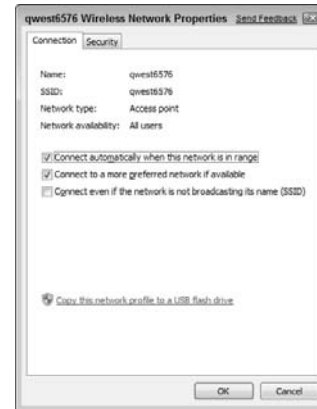 qwest6576 Wireless Network Properties Send Feedback
Connection Security
Name: qwest6576
SSID: qwest6576
Network type: Access point
Network availability: All users
Connect automatically when this network is in range
Connect to a more preferred network if available
Connect even if the network is not broadcasting its name (SSID)
Copy this network profile to a USB flash drive
OK Cancel